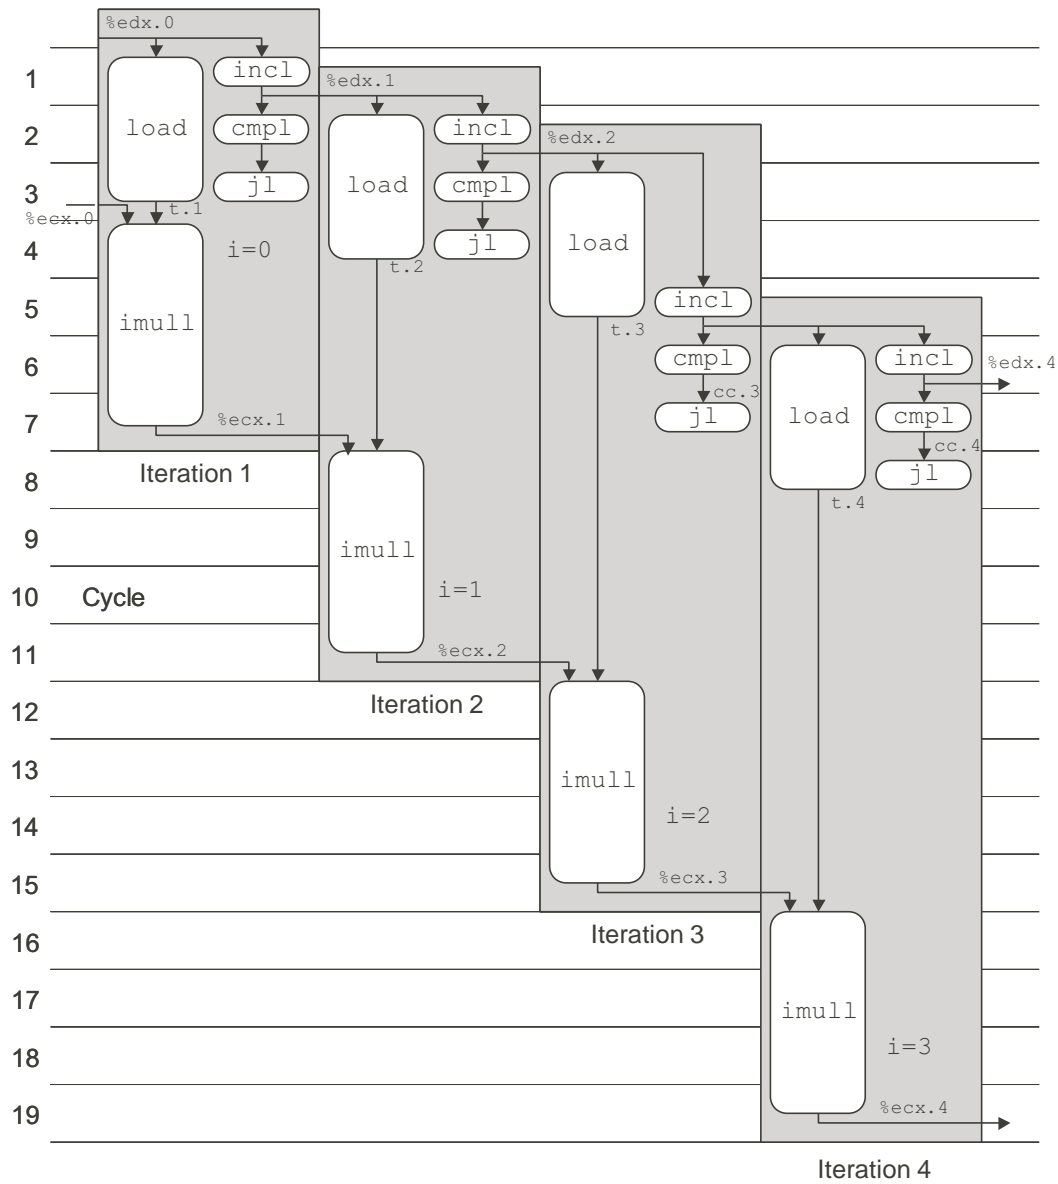 %edx.0
1
incl
%edx.1
load
2
cmpl
load
incl
%edx.2
3
jl
cmpl
load
%ecx.0
t.1
4
i=0
jl
t.2
5
imull
incl
t.3
6
cmpl
incl
%edx.4
cc.3
7
%ecx.1
jl
load
cmpl
cc.4
8
Iteration 1
jl
t.4
9
imull
10
Cycle
i=1
11
%ecx.2
12
Iteration 2
13
imull
14
i=2
15
%ecx.3
16
Iteration 3
17
imull
18
i=3
19
%ecx.4
Iteration 4